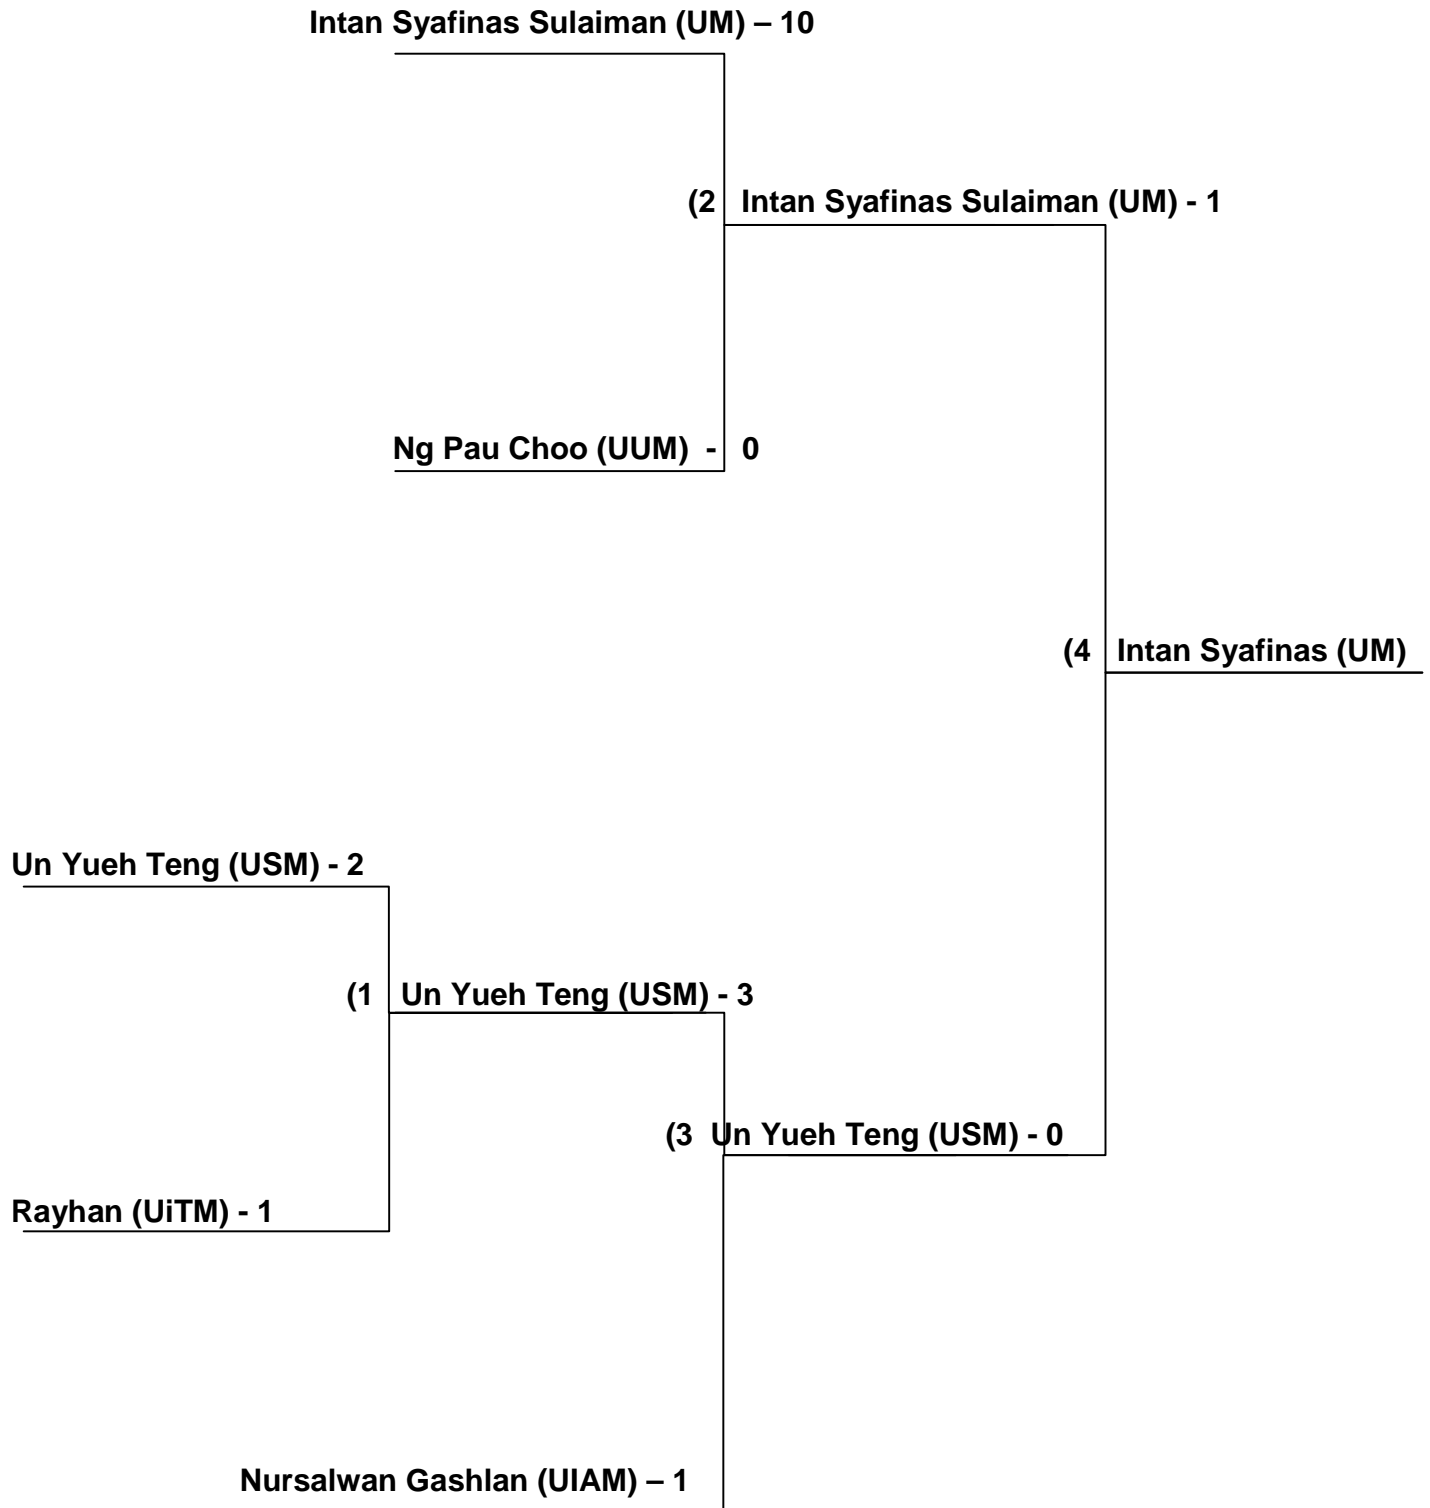 Intan Syafinas Sulaiman (UM) – 10
(2 Intan Syafinas Sulaiman (UM) - 1
Ng Pau Choo (UUM) - 0
(4 Intan Syafinas (UM)
Un Yueh Teng (USM) - 2
(1 Un Yueh Teng (USM) - 3
(3 Un Yueh Teng (USM) - 0
Rayhan (UiTM) - 1
Nursalwan Gashlan (UIAM) – 1